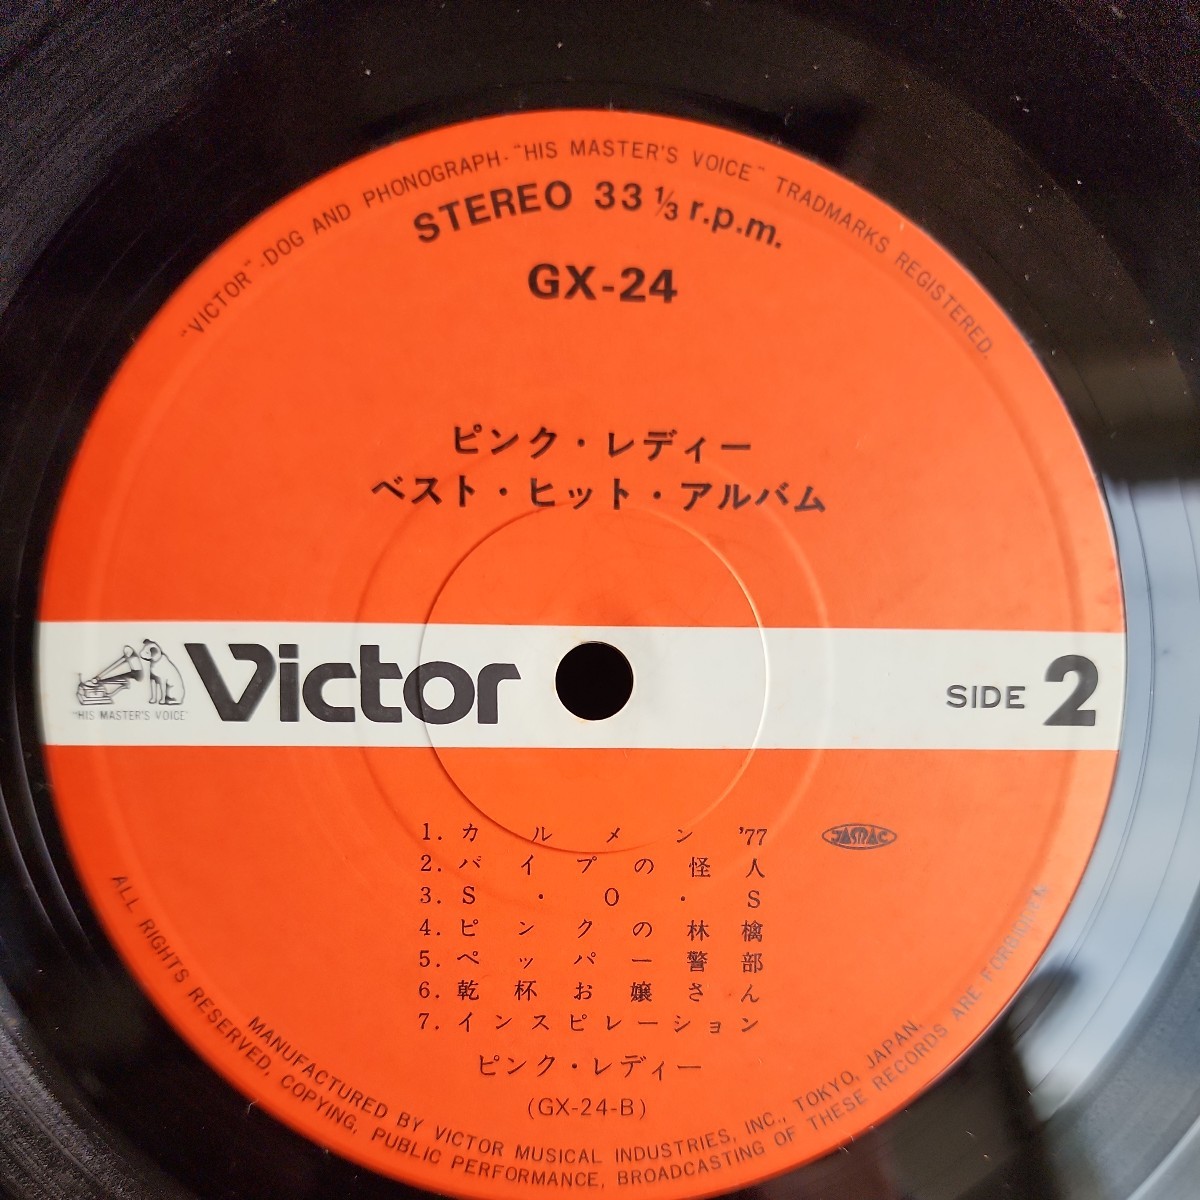 "VICTOR"-DOG AND PHONOGRAPH-"HIS MASTER'S VOICE" TRADMARKS REGISTERED.
STEREO 33 1/3 r.p.m.
GX-24
ピンク・レディー
ベスト・ヒット・アルバム
"HIS MASTER'S VOICE"
Victor
SIDE 2
1. カルメン '77
JASRAC
2. パイプの怪人
3. S・O・S
4. ピンクの林檎
5. ペッパー警部
6. 乾杯お嬢さん
7. インスピレーション
ピンク・レディー
(GX-24-B)
MANUFACTURED BY VICTOR MUSICAL INDUSTRIES, INC., TOKYO, JAPAN.
ALL RIGHTS RESERVED, COPYING, PUBLIC PERFORMANCE, BROADCASTING OF THESE RECORDS ARE FORBIDDEN